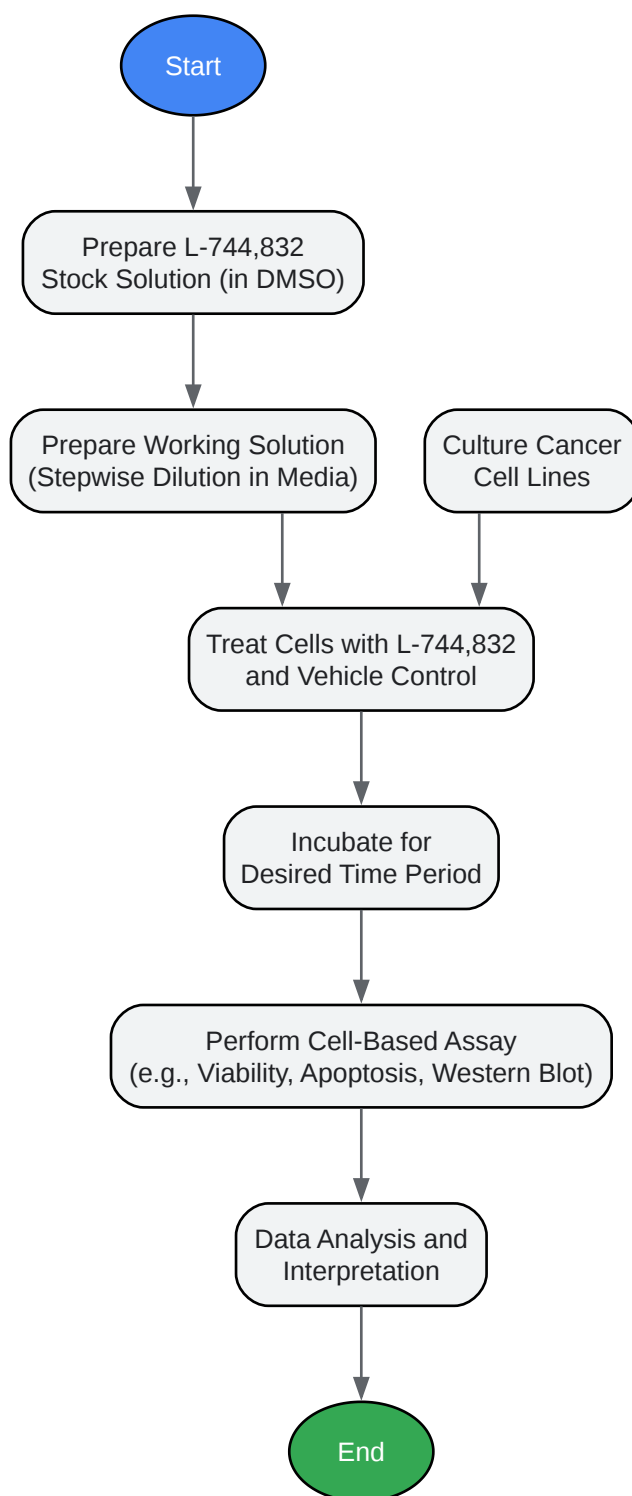 Start
Prepare L-744,832
Stock Solution (in DMSO)
Prepare Working Solution
(Stepwise Dilution in Media)
Culture Cancer
Cell Lines
Treat Cells with L-744,832
and Vehicle Control
Incubate for
Desired Time Period
Perform Cell-Based Assay
(e.g., Viability, Apoptosis, Western Blot)
Data Analysis and
Interpretation
End